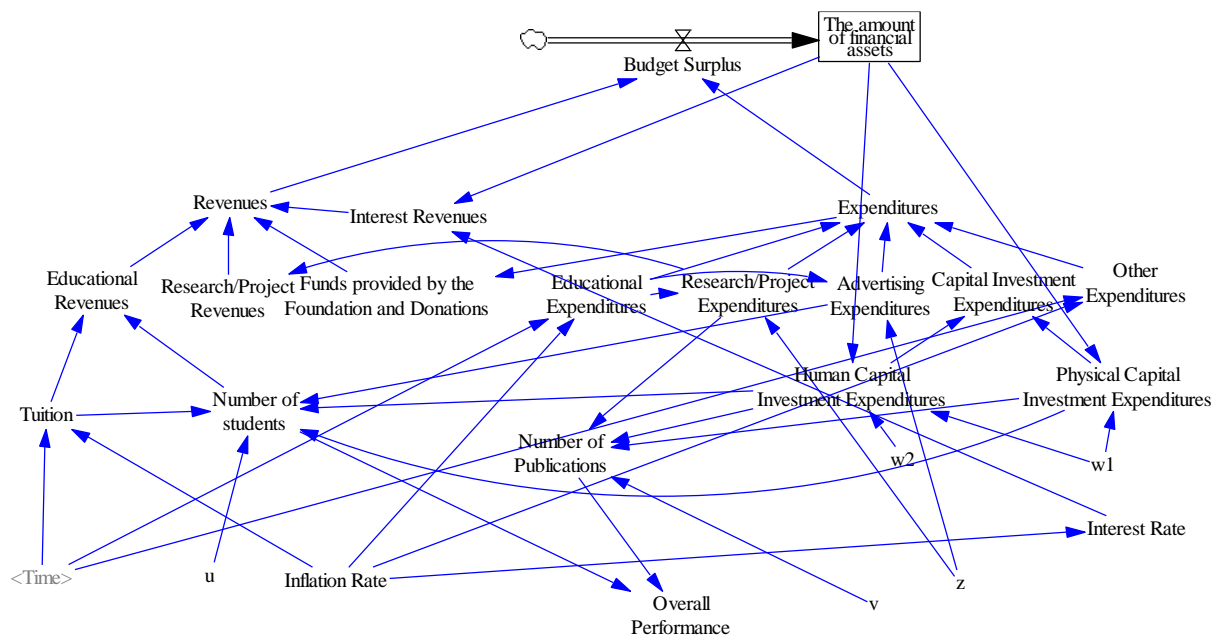 The amount
of financial
assets
Budget Surplus
Revenues
Interest Revenues
Expenditures
Educational
Revenues
Research/Project
Revenues
Funds provided by the
Foundation and Donations
Educational
Expenditures
Research/Project
Expenditures
Advertising
Expenditures
Capital Investment
Expenditures
Other
Expenditures
Tuition
Number of
students
Human Capital
Investment Expenditures
Physical Capital
Investment Expenditures
Number of
Publications
w2
w1
Interest Rate
<Time>
u
Inflation Rate
Overall
Performance
v
z